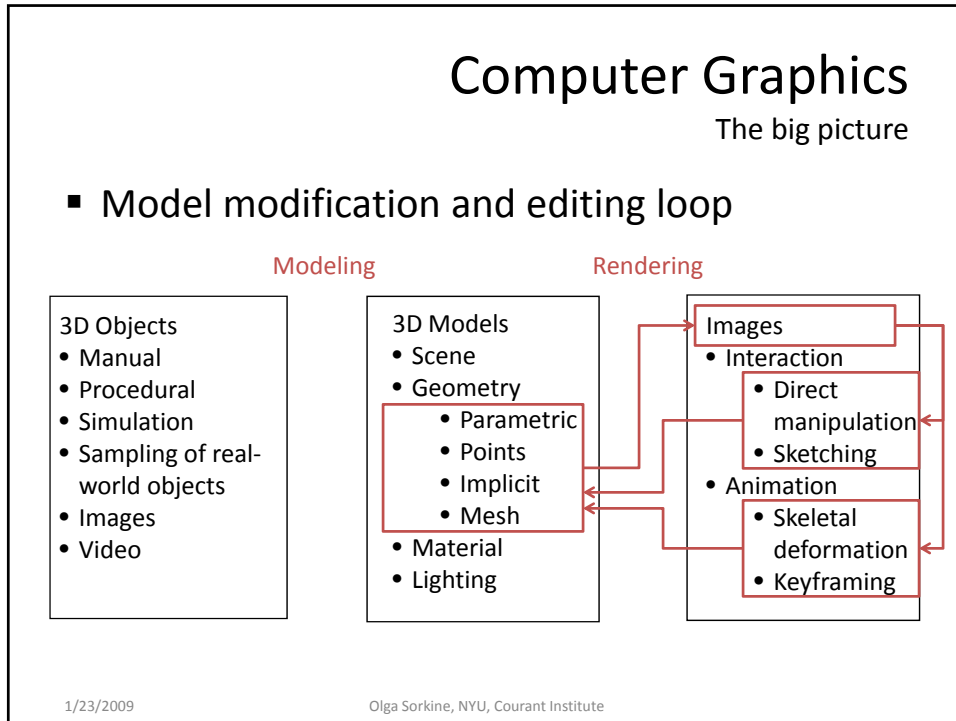 Computer Graphics
The big picture
▪ Model modification and editing loop
Modeling
Rendering
3D Objects
• Manual
• Procedural
• Simulation
• Sampling of real-
world objects
• Images
• Video
3D Models
• Scene
• Geometry
• Parametric
• Points
• Implicit
• Mesh
• Material
• Lighting
Images
• Interaction
• Direct
manipulation
• Sketching
• Animation
• Skeletal
deformation
• Keyframing
1/23/2009
Olga Sorkine, NYU, Courant Institute